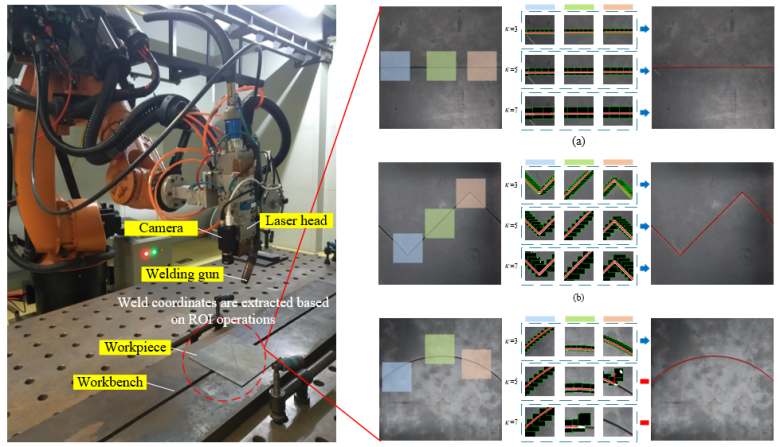 Camera
Laser head
Welding gun
Weld coordinates are extracted based
on ROI operations
Workpiece
Workbench
κ=3
κ=5
κ=7
(a)
κ=3
κ=5
κ=7
(b)
κ=3
κ=5
κ=7